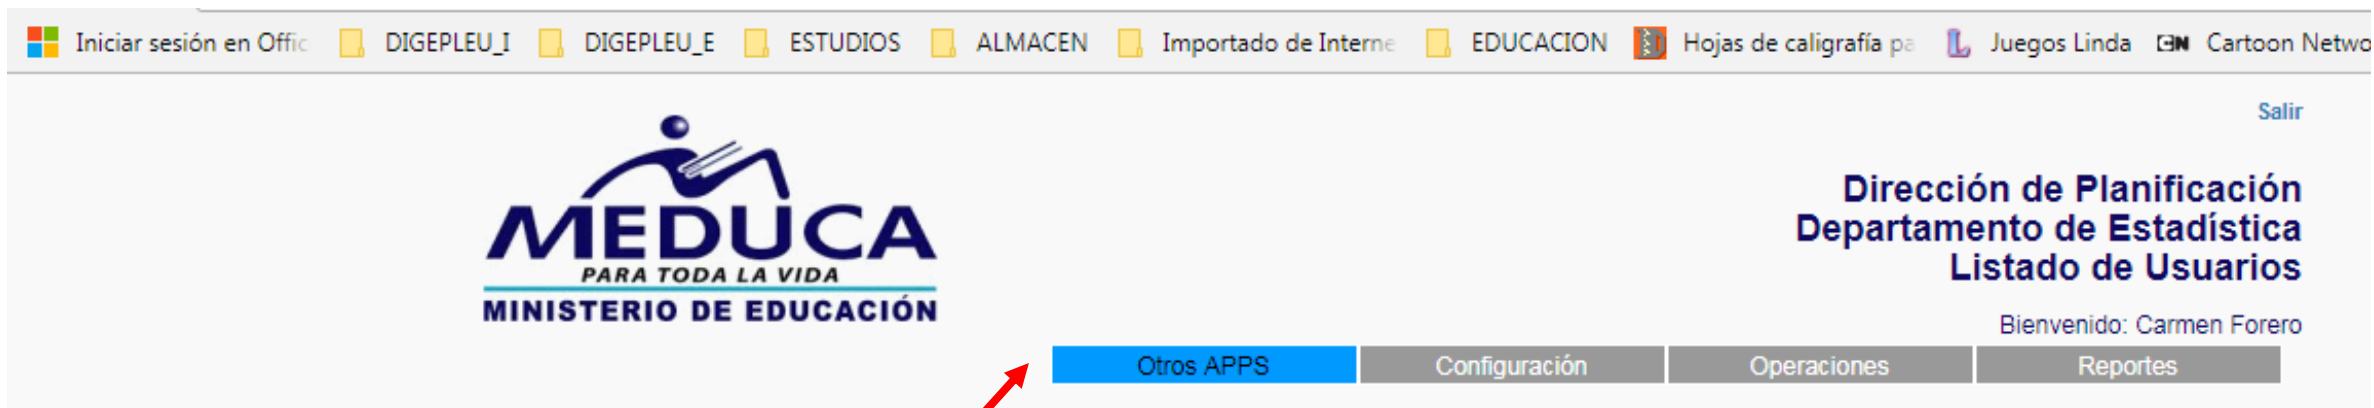 Iniciar sesión en Offic DIGEPLEU_I DIGEPLEU_E ESTUDIOS ALMACEN Importado de Interne EDUCACION Hojas de caligrafía pa Juegos Linda CN Cartoon Netwo
Salir
MEDUCA
PARA TODA LA VIDA
MINISTERIO DE EDUCACIÓN
Dirección de Planificación
Departamento de Estadística
Listado de Usuarios
Bienvenido: Carmen Forero
Otros APPS Configuración Operaciones Reportes